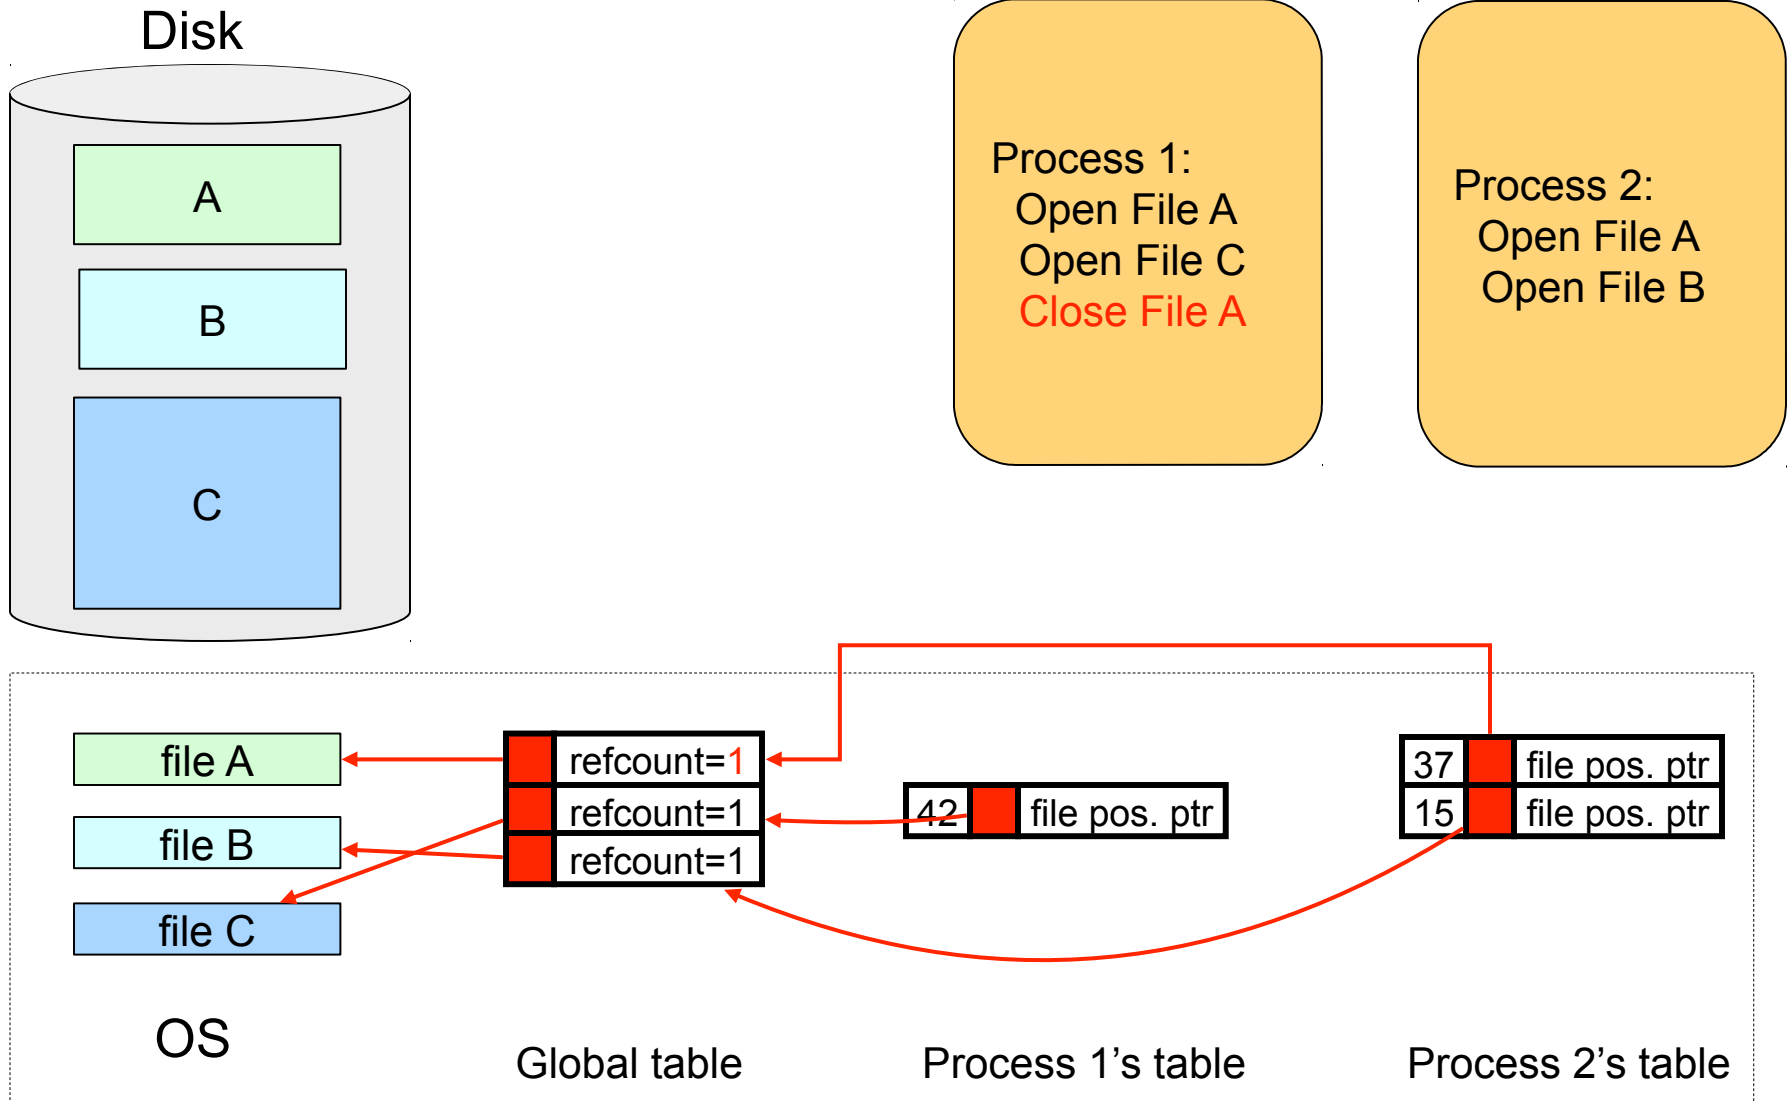 Disk
A
B
C
Process 1:
Open File A
Open File C
Close File A
Process 2:
Open File A
Open File B
file A
file B
file C
OS
refcount=1
refcount=1
refcount=1
Global table
42 file pos. ptr
Process 1’s table
37 file pos. ptr
15 file pos. ptr
Process 2’s table